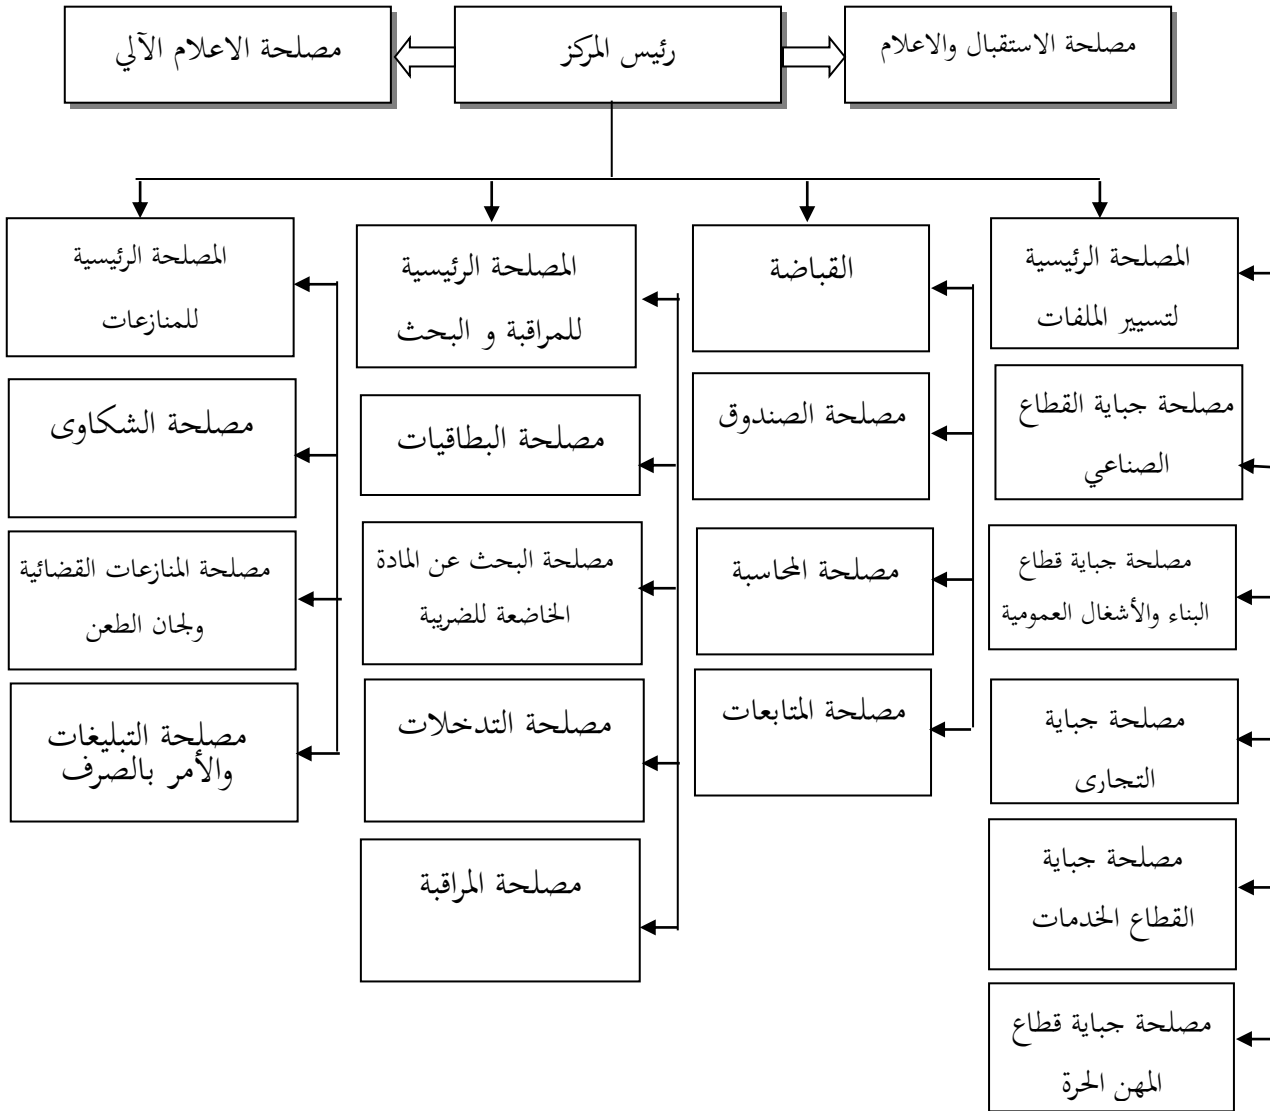 مصلحة الاستقبال والاعلام
رئيس المركز
مصلحة الاعلام الآلي
المصلحة الرئيسية
لتسيير الملفات
مصلحة جباية القطاع
الصناعي
مصلحة جباية قطاع
البناء والأشغال العمومية
مصلحة جباية
التجارى
مصلحة جباية
القطاع الخدمات
مصلحة جباية قطاع
المهن الحرة
القباضة
مصلحة الصندوق
مصلحة المحاسبة
مصلحة المتابعات
المصلحة الرئيسية
للمراقبة و البحث
مصلحة البطاقيات
مصلحة البحث عن المادة
الخاضعة للضريبة
مصلحة التدخلات
مصلحة المراقبة
المصلحة الرئيسية
للمنازعات
مصلحة الشكاوى
مصلحة المنازعات القضائية
ولجان الطعن
مصلحة التبليغات
والأمر بالصرف